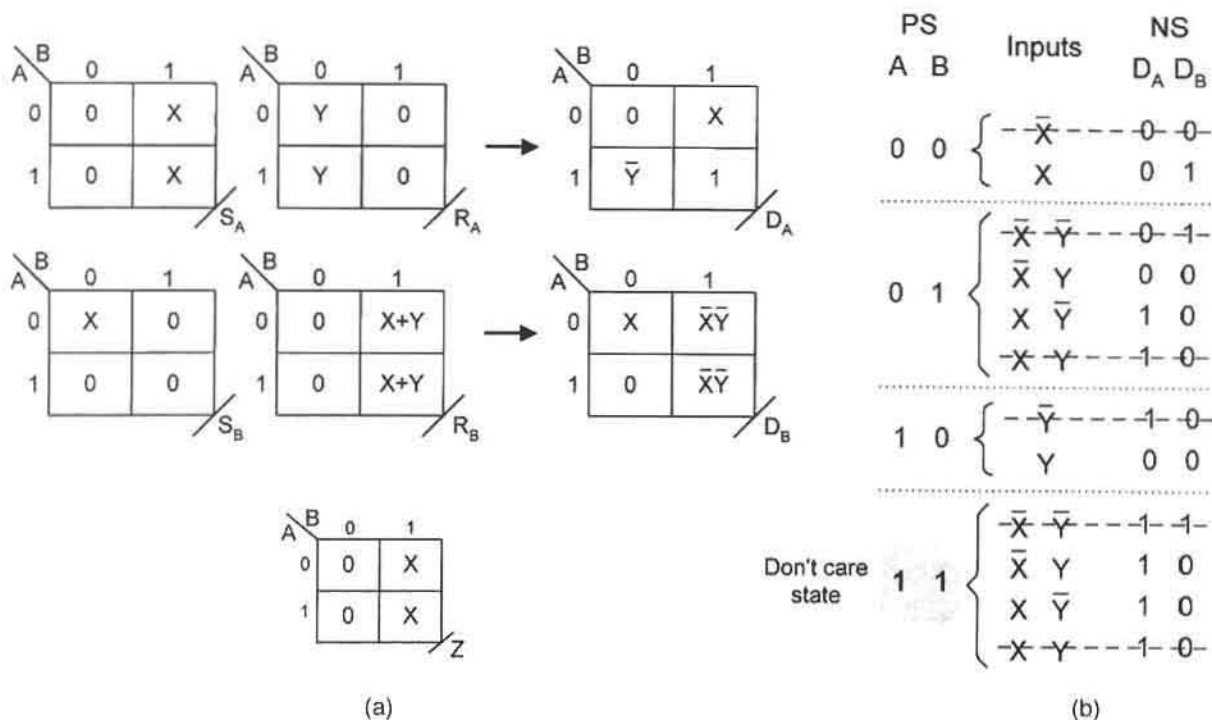 B
A 0 1
0 0 X
1 0 X
S_A
B
A 0 1
0 Y 0
1 Y 0
R_A
B
A 0 1
0 0 X
1 Y̅ 1
D_A
B
A 0 1
0 X 0
1 0 0
S_B
B
A 0 1
0 0 X+Y
1 0 X+Y
R_B
B
A 0 1
0 X X̅Y̅
1 0 X̅Y̅
D_B
B
A 0 1
0 0 X
1 0 X
Z
(a)
PS Inputs NS
A B D_A D_B
0 0
X̅ 0 0
X 0 1
0 1
X̅ Y̅ 0 1
X̅ Y 0 0
X Y̅ 1 0
X Y 1 0
1 0
Y̅ 1 0
Y 0 0
Don't care
state
1 1
X̅ Y̅ 1 1
X̅ Y 1 0
X Y̅ 1 0
X Y 1 0
(b)